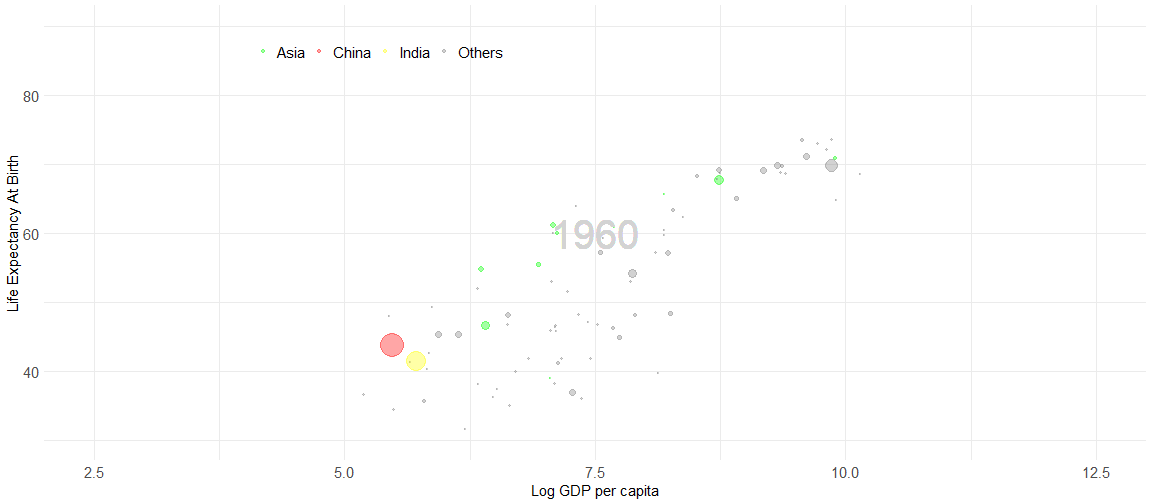 Asia China India Others
80
60
40
1960
Life Expectancy At Birth
2.5 5.0 7.5 10.0 12.5
Log GDP per capita